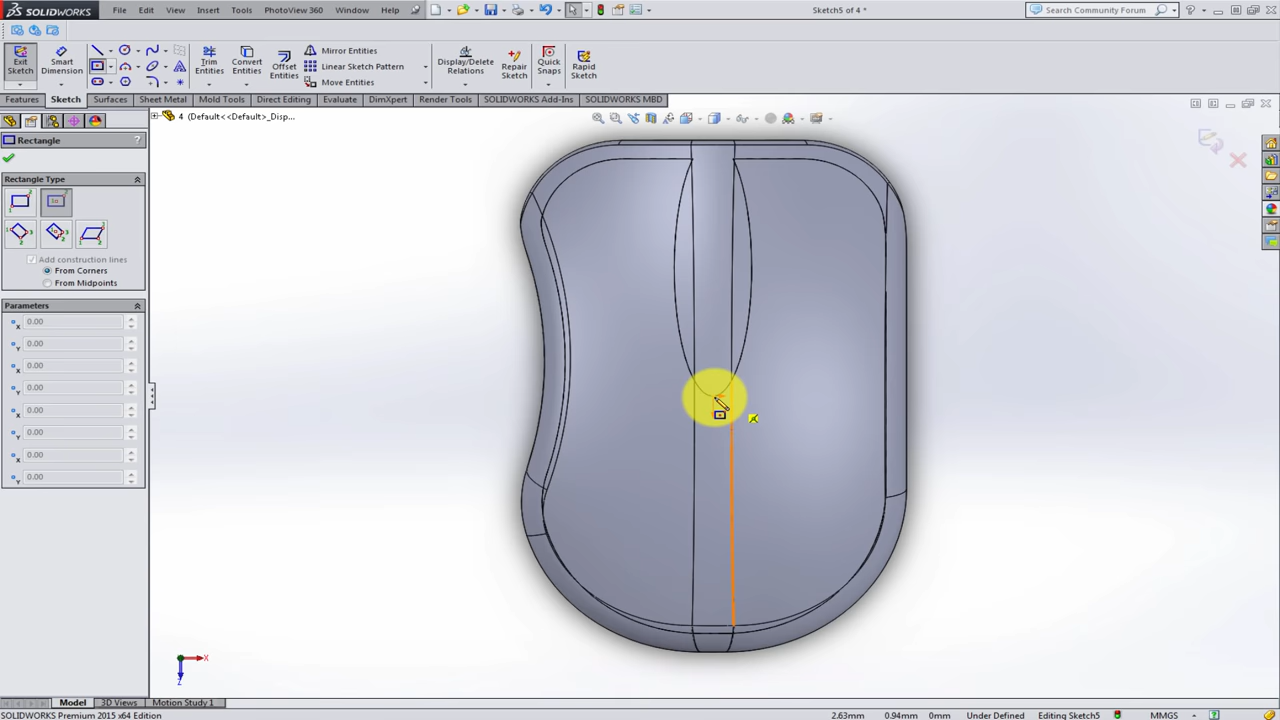 SOLIDWORKS File Edit View Insert Tools PhotoView 360 Window Help Sketch5 of 4 * Search Community Forum
Exit Sketch Smart Dimension Trim Entities Convert Entities Offset Entities Mirror Entities Linear Sketch Pattern Move Entities Display/Delete Relations Repair Sketch Quick Snaps Rapid Sketch
Features Sketch Surfaces Sheet Metal Mold Tools Direct Editing Evaluate DimXpert Render Tools SOLIDWORKS Add-Ins SOLIDWORKS MBD
4 (Default<<Default>_Disp...
Rectangle ?
Rectangle Type
Add construction lines
From Corners
From Midpoints
Parameters
x 0.00
Y 0.00
x 0.00
Y 0.00
x 0.00
Y 0.00
x 0.00
Y 0.00
X
Z
Model 3D Views Motion Study 1
SOLIDWORKS Premium 2015 x64 Edition 2.63mm 0.94mm 0mm Under Defined Editing Sketch5 MMGS